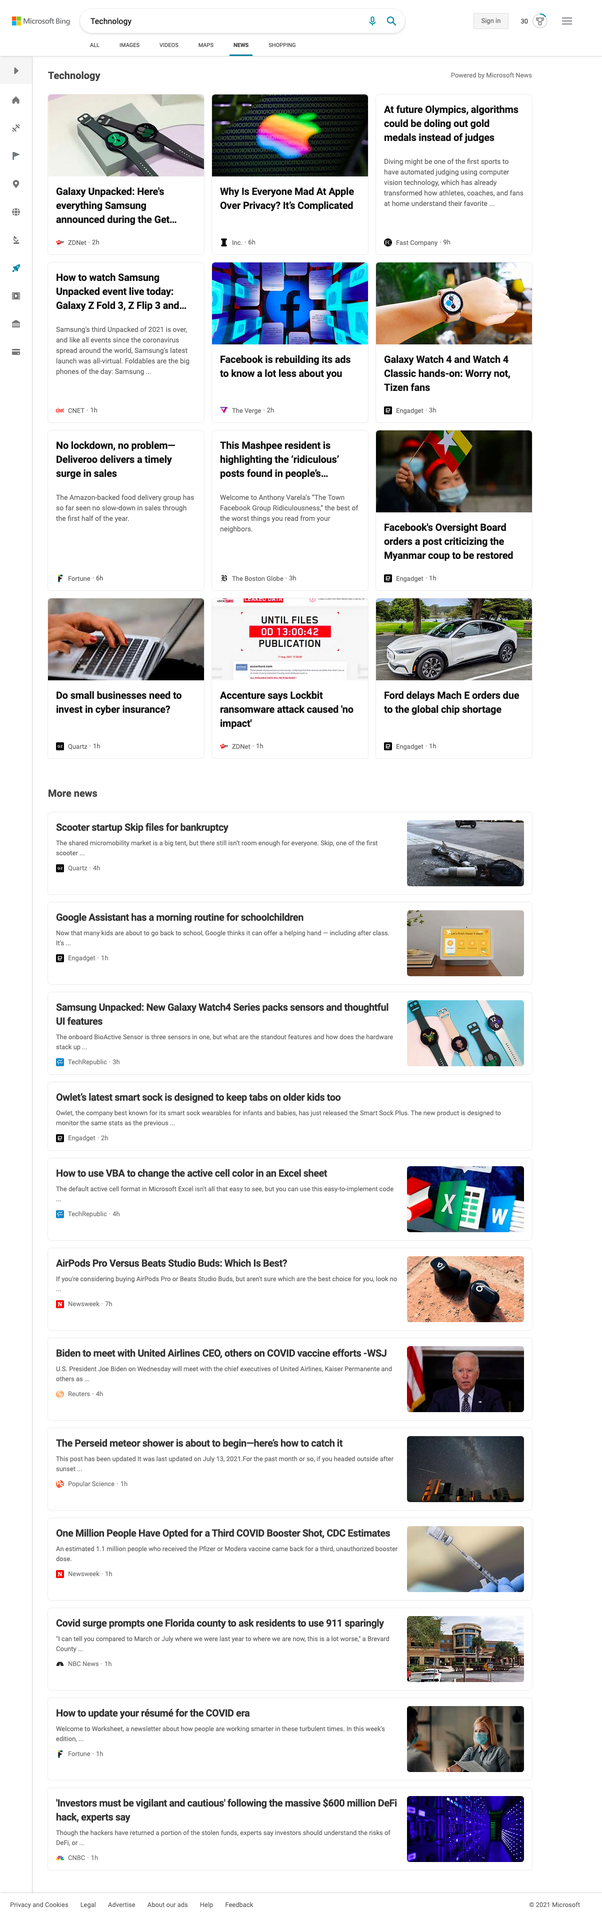 Microsoft Bing
Technology
Sign in
30
ALL
IMAGES
VIDEOS
MAPS
NEWS
SHOPPING
Technology
Powered by Microsoft News
Galaxy Unpacked: Here's
everything Samsung
announced during the Get...
ZDNet · 2h
Why Is Everyone Mad At Apple
Over Privacy? It's Complicated
Inc. · 6h
At future Olympics, algorithms
could be doling out gold
medals instead of judges
Diving might be one of the first sports to
have automated judging using computer
vision technology, which has already
transformed how athletes, coaches, and fans
at home understand their favorite ...
Fast Company · 9h
How to watch Samsung
Unpacked event live today:
Galaxy Z Fold 3, Z Flip 3 and...
Samsung's third Unpacked of 2021 is over,
and like all events since the coronavirus
spread around the world, Samsung's latest
launch was all-virtual. Foldables are the big
phones of the day: Samsung ...
CNET · 1h
Facebook is rebuilding its ads
to know a lot less about you
The Verge · 2h
Galaxy Watch 4 and Watch 4
Classic hands-on: Worry not,
Tizen fans
Engadget · 3h
No lockdown, no problem—
Deliveroo delivers a timely
surge in sales
The Amazon-backed food delivery group has
so far seen no slow-down in sales through
the first half of the year.
Fortune · 6h
This Mashpee resident is
highlighting the ‘ridiculous’
posts found in people’s...
Welcome to Anthony Varela's "The Town
Facebook Group Ridiculousness," the best of
the worst things you read from your
neighbors.
The Boston Globe · 3h
Facebook's Oversight Board
orders a post criticizing the
Myanmar coup to be restored
Engadget · 1h
Do small businesses need to
invest in cyber insurance?
Quartz · 1h
LEAKED DATA
UNTIL FILES
0D 13:00:42
PUBLICATION
Accenture says Lockbit
ransomware attack caused 'no
impact'
ZDNet · 1h
Ford delays Mach E orders due
to the global chip shortage
Engadget · 1h
More news
Scooter startup Skip files for bankruptcy
The shared micromobility market is a big tent, but there still isn't room enough for everyone. Skip, one of the first
scooter ...
Quartz · 4h
Google Assistant has a morning routine for schoolchildren
Now that many kids are about to go back to school, Google thinks it can offer a helping hand — including after class.
It's ...
Engadget · 1h
Samsung Unpacked: New Galaxy Watch4 Series packs sensors and thoughtful
UI features
The onboard BioActive Sensor is three sensors in one, but what are the standout features and how does the hardware
stack up ...
TechRepublic · 3h
Owlet’s latest smart sock is designed to keep tabs on older kids too
Owlet, the company best known for its smart sock wearables for infants and babies, has just released the Smart Sock Plus. The new product is designed to
monitor the same stats as the previous ...
Engadget · 2h
How to use VBA to change the active cell color in an Excel sheet
The default active cell format in Microsoft Excel isn't all that easy to see, but you can use this easy-to-implement code
...
TechRepublic · 4h
AirPods Pro Versus Beats Studio Buds: Which Is Best?
If you're considering buying AirPods Pro or Beats Studio Buds, but aren't sure which are the best choice for you, look no
...
Newsweek · 7h
Biden to meet with United Airlines CEO, others on COVID vaccine efforts -WSJ
U.S. President Joe Biden on Wednesday will meet with the chief executives of United Airlines, Kaiser Permanente and
others as ...
Reuters · 4h
The Perseid meteor shower is about to begin—here’s how to catch it
This post has been updated It was last updated on July 13, 2021.For the past month or so, if you headed outside after
sunset ...
Popular Science · 1h
One Million People Have Opted for a Third COVID Booster Shot, CDC Estimates
An estimated 1.1 million people who received the Pfizer or Modera vaccine came back for a third, unauthorized booster
dose.
Newsweek · 1h
Covid surge prompts one Florida county to ask residents to use 911 sparingly
"I can tell you compared to March or July where we were last year to where we are now, this is a lot worse," a Brevard
County ...
NBC News · 1h
How to update your résumé for the COVID era
Welcome to Worksheet, a newsletter about how people are working smarter in these turbulent times. In this week's
edition, ...
Fortune · 1h
'Investors must be vigilant and cautious' following the massive $600 million DeFi
hack, experts say
Though the hackers have returned a portion of the stolen funds, experts say investors should understand the risks of
DeFi, or ...
CNBC · 1h
Privacy and Cookies
Legal
Advertise
About our ads
Help
Feedback
© 2021 Microsoft